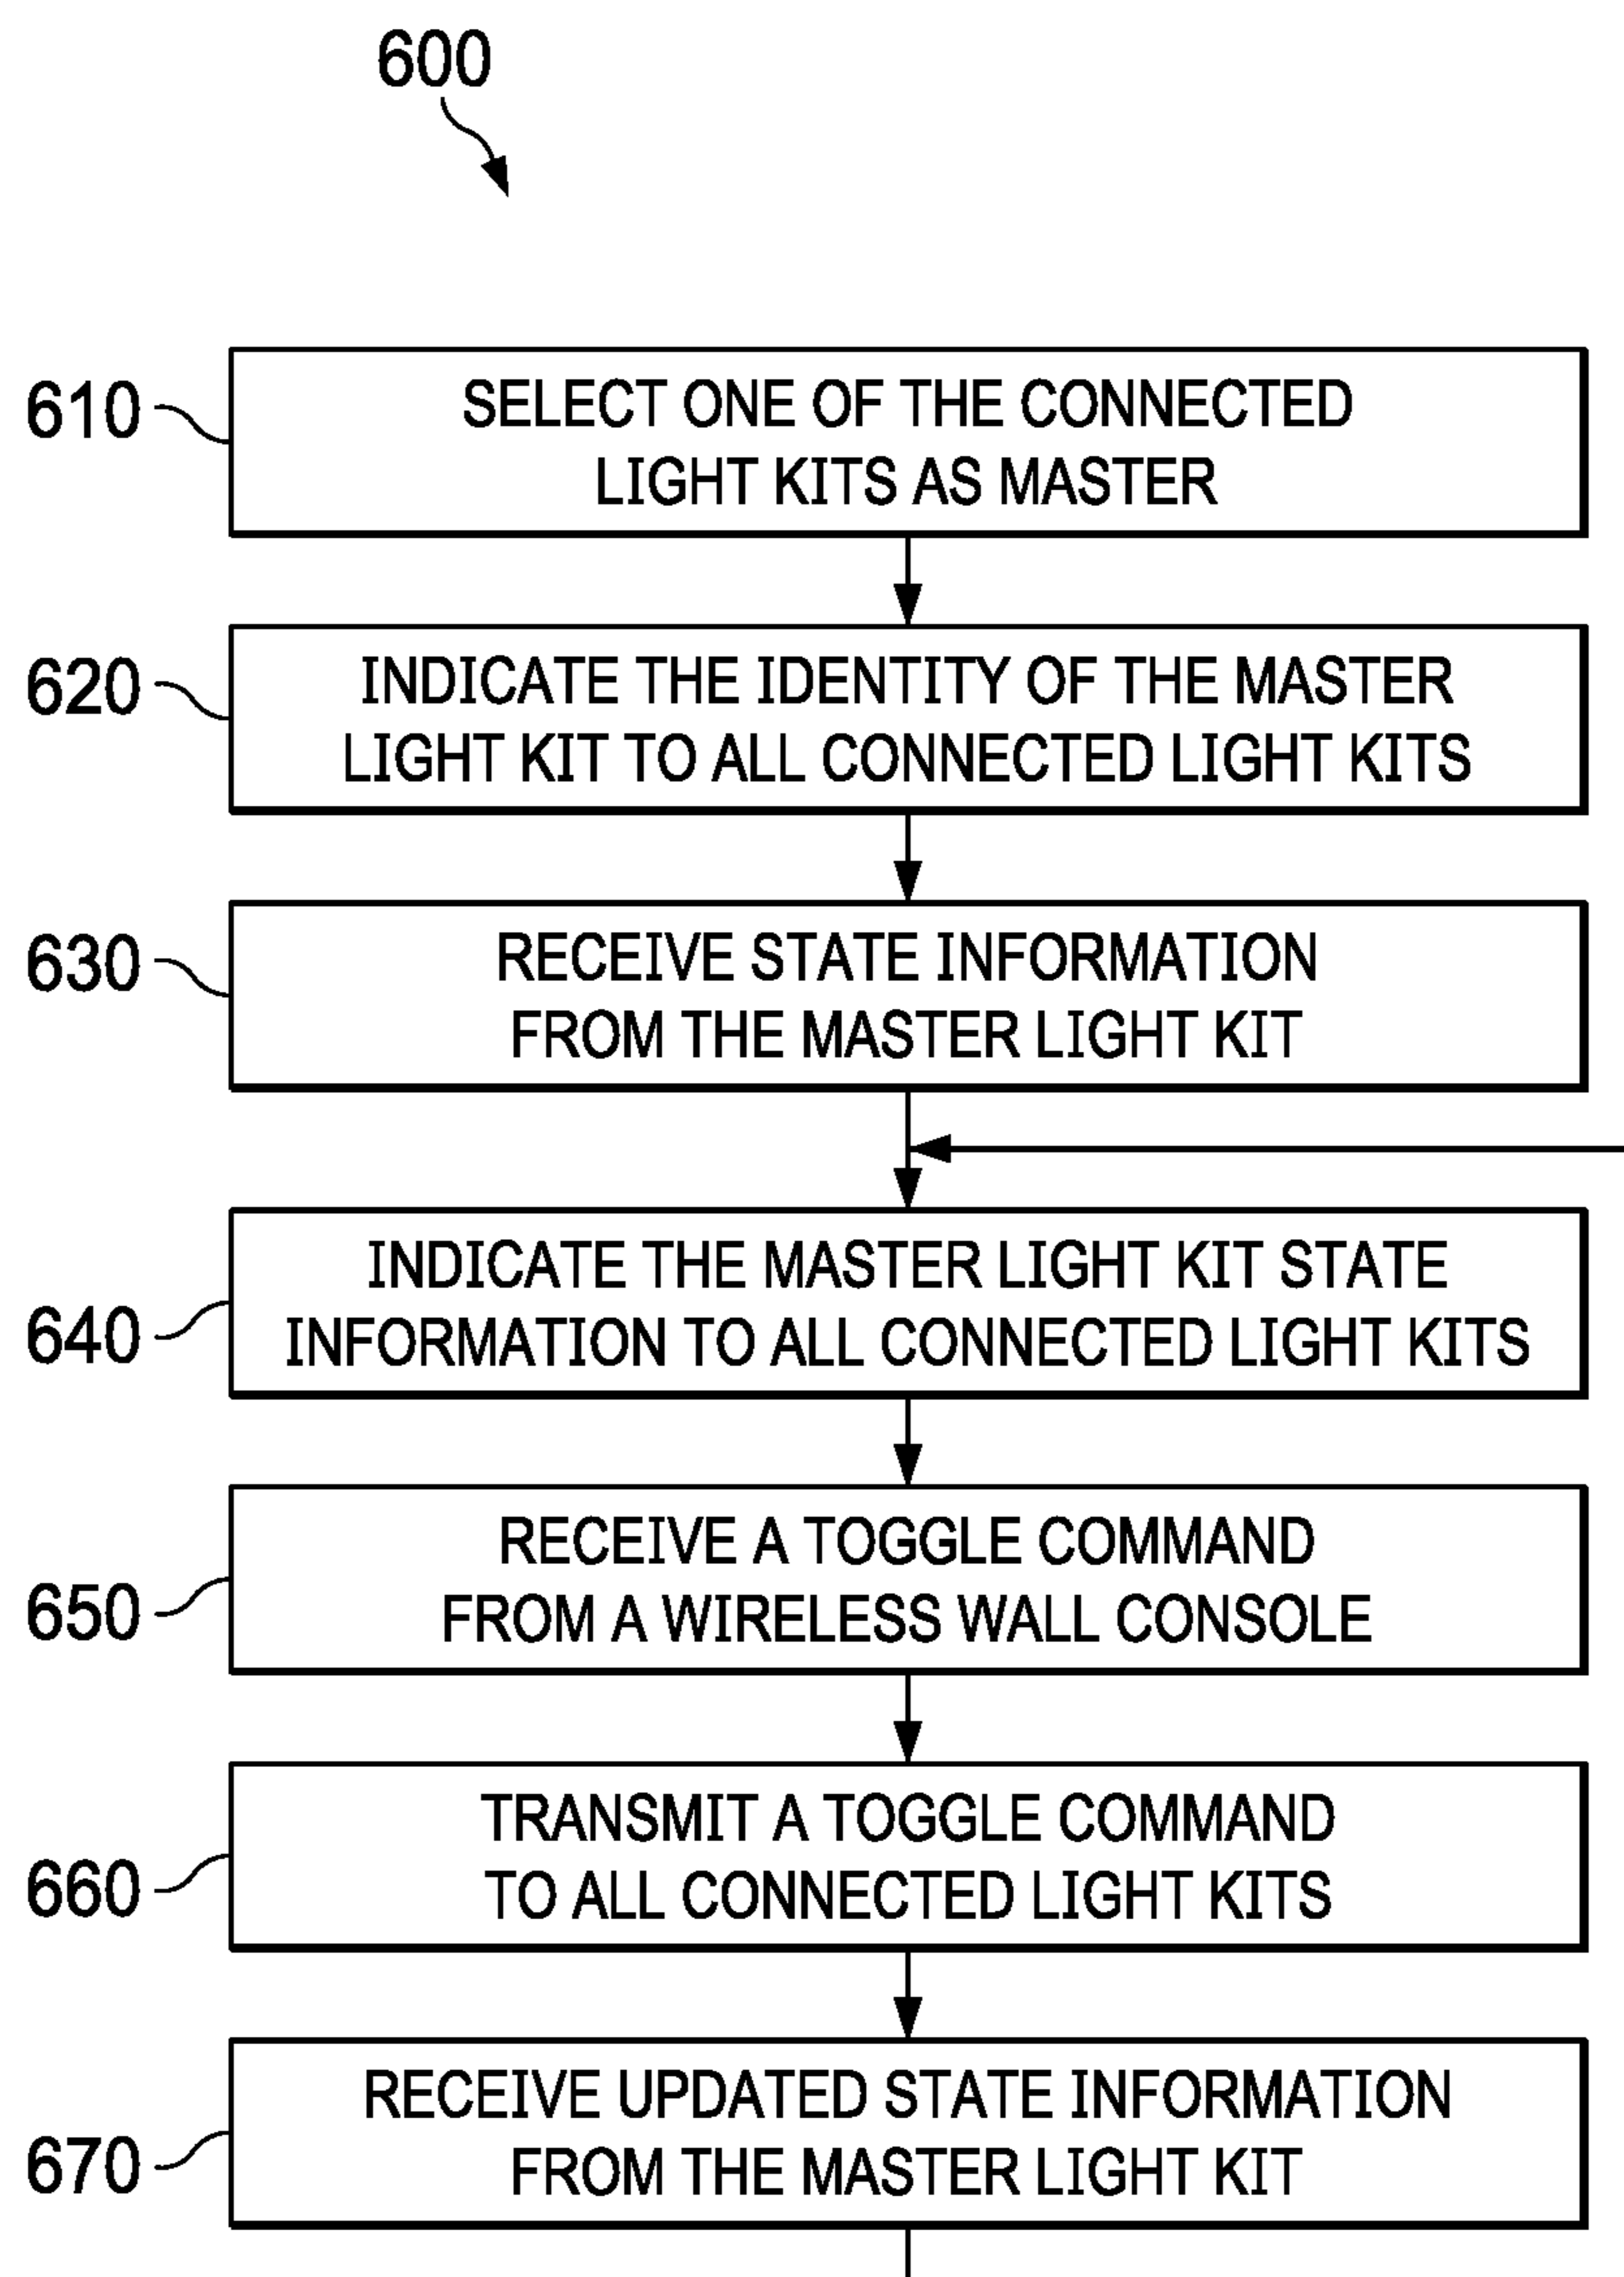 600
610
SELECT ONE OF THE CONNECTED
LIGHT KITS AS MASTER
620
INDICATE THE IDENTITY OF THE MASTER
LIGHT KIT TO ALL CONNECTED LIGHT KITS
630
RECEIVE STATE INFORMATION
FROM THE MASTER LIGHT KIT
640
INDICATE THE MASTER LIGHT KIT STATE
INFORMATION TO ALL CONNECTED LIGHT KITS
650
RECEIVE A TOGGLE COMMAND
FROM A WIRELESS WALL CONSOLE
660
TRANSMIT A TOGGLE COMMAND
TO ALL CONNECTED LIGHT KITS
670
RECEIVE UPDATED STATE INFORMATION
FROM THE MASTER LIGHT KIT